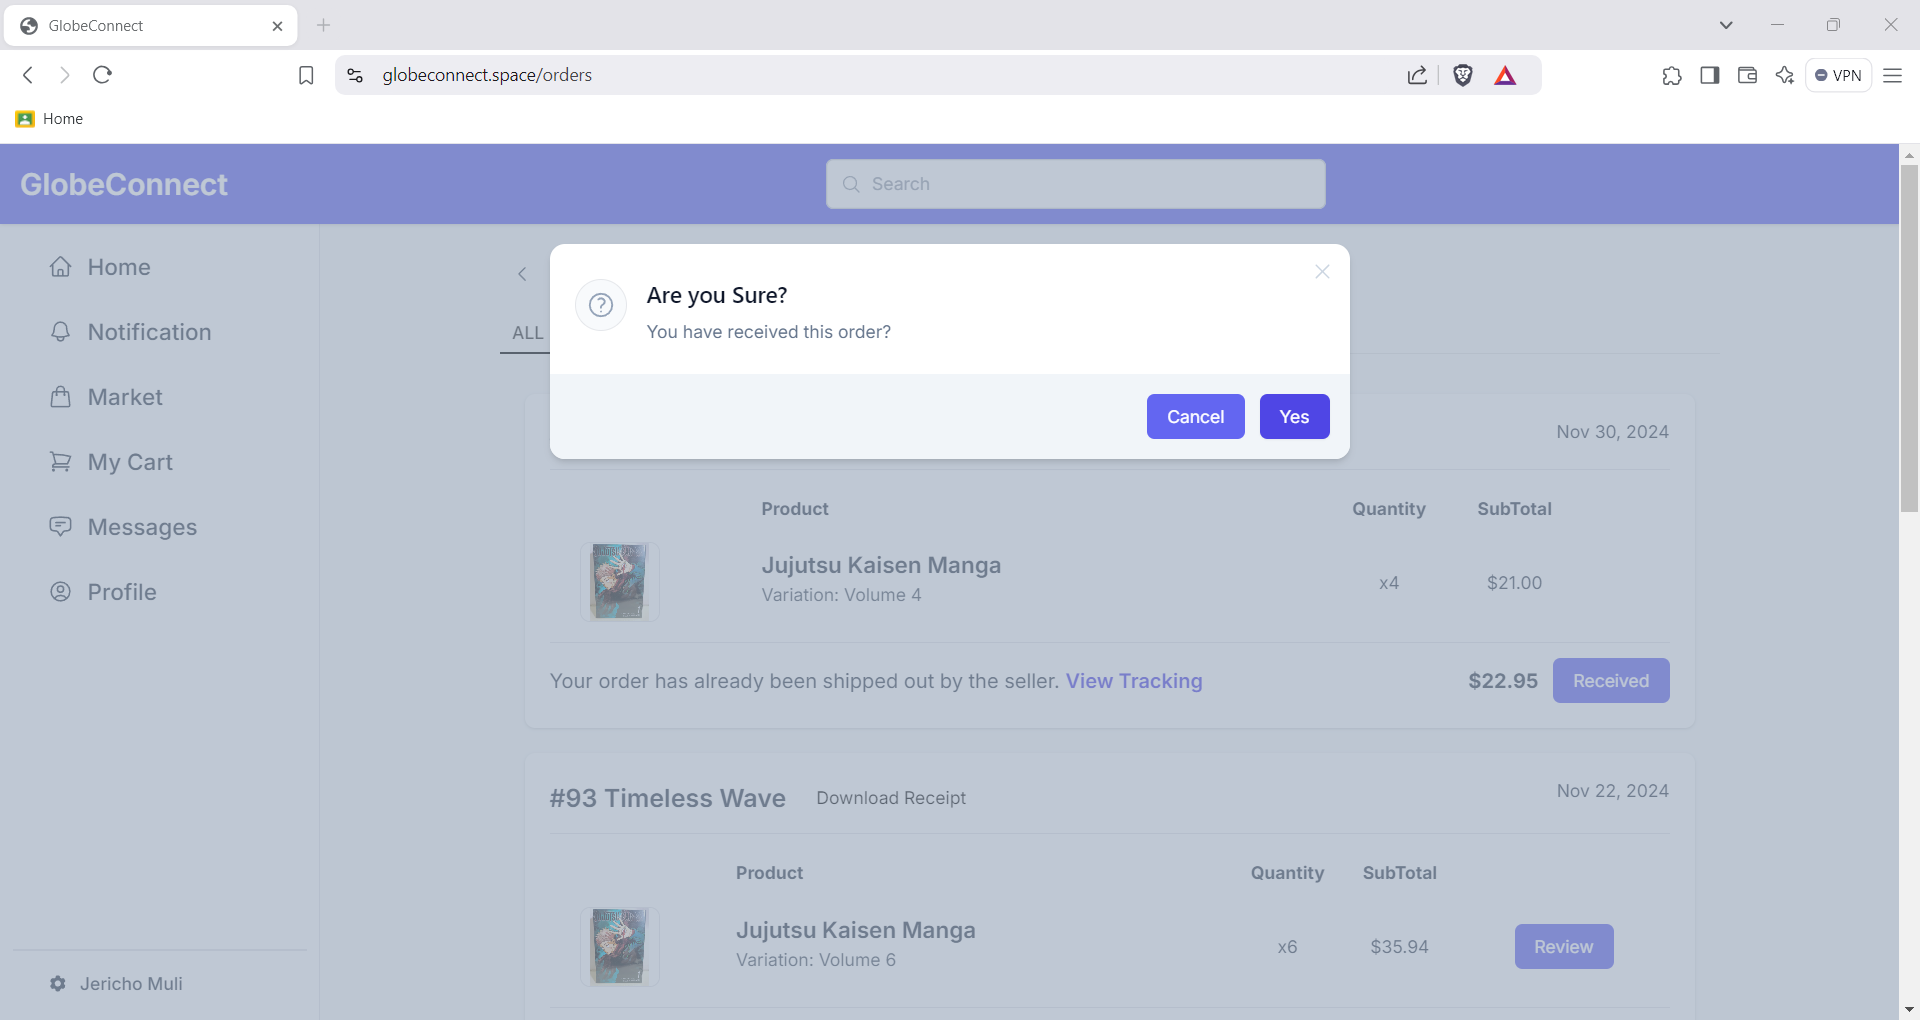 GlobeConnect
globeconnect.space/orders
VPN
Home
GlobeConnect
Search
Home
Notification
Market
My Cart
Messages
Profile
Jericho Muli
ALL
Are you Sure?
You have received this order?
Cancel Yes
Nov 30, 2024
Product Quantity SubTotal
Jujutsu Kaisen Manga
Variation: Volume 4
x4 $21.00
Your order has already been shipped out by the seller. View Tracking $22.95 Received
#93 Timeless Wave Download Receipt Nov 22, 2024
Product Quantity SubTotal
Jujutsu Kaisen Manga
Variation: Volume 6
x6 $35.94 Review